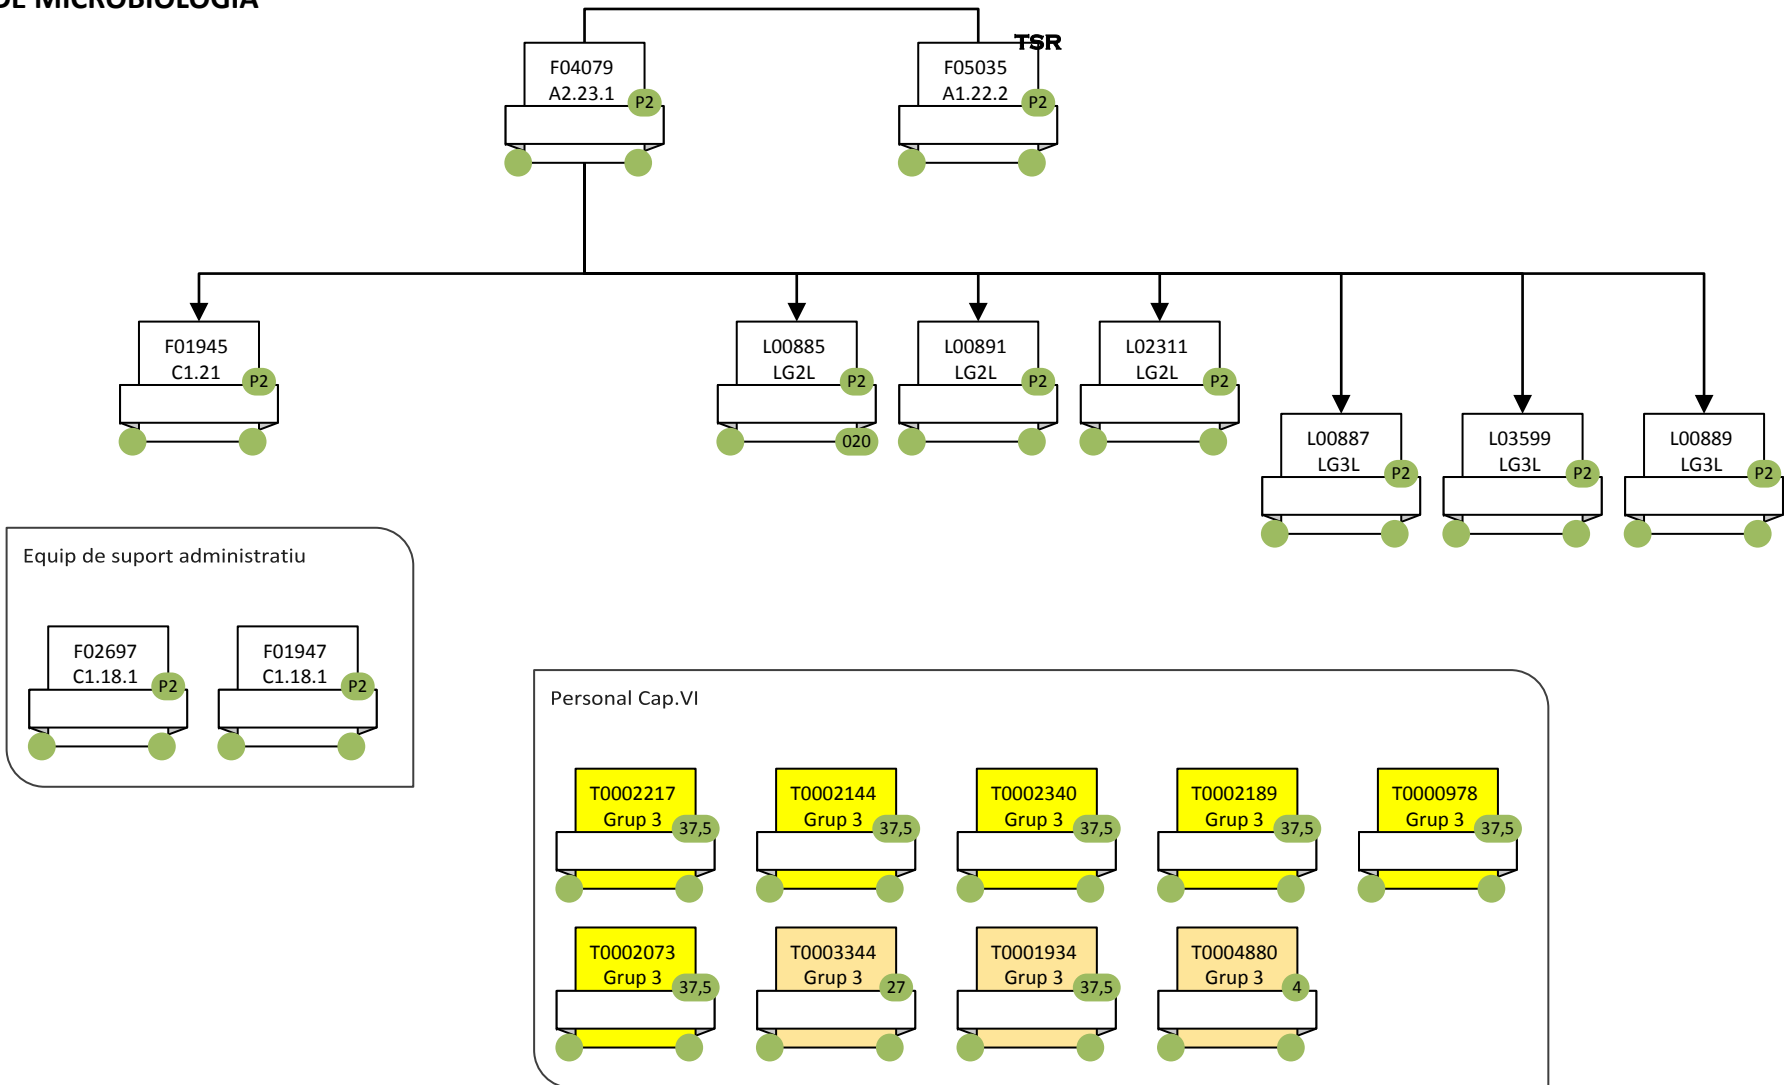 DE MICROBIOLOGIA
TSR
F04079
A2.23.1
P2
F05035
A1.22.2
P2
F01945
C1.21
P2
L00885
LG2L
P2
020
L00891
LG2L
P2
L02311
LG2L
P2
L00887
LG3L
P2
L03599
LG3L
P2
L00889
LG3L
P2
Equip de suport administratiu
F02697
C1.18.1
P2
F01947
C1.18.1
P2
Personal Cap.VI
T0002217
Grup 3
37,5
T0002144
Grup 3
37,5
T0002340
Grup 3
37,5
T0002189
Grup 3
37,5
T0000978
Grup 3
37,5
T0002073
Grup 3
37,5
T0003344
Grup 3
27
T0001934
Grup 3
37,5
T0004880
Grup 3
4